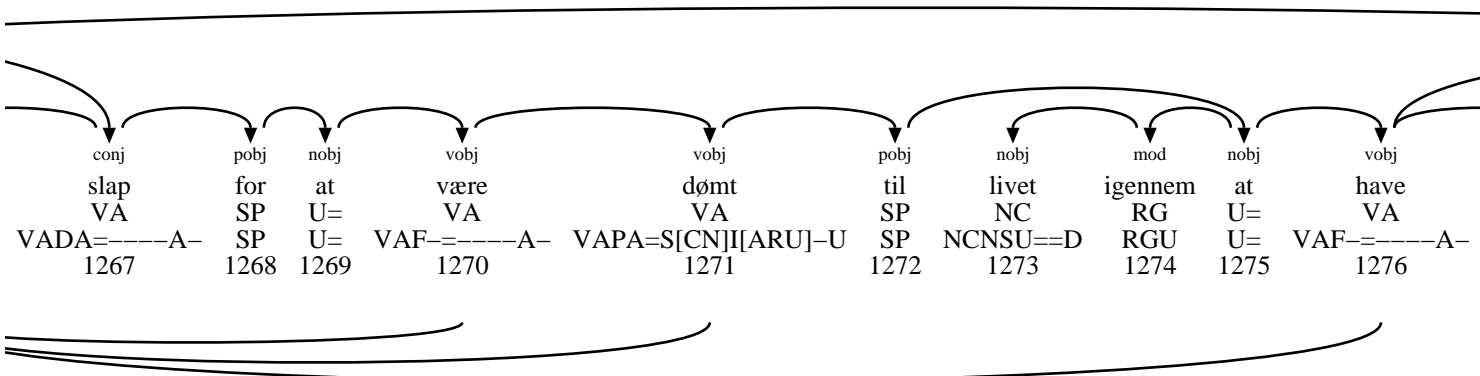 conj pobj nobj vobj vobj pobj nobj mod nobj vobj
slap for at være dømt til livet igennem at have
VA SP U= VA VA SP NC RG U= VA
VADA=−−−−A− SP U= VAF−=−−−−A− VAPA=S[CN]I[ARU]−U SP NCNSU==D RGU U= VAF−=−−−−A−
1267 1268 1269 1270 1271 1272 1273 1274 1275 1276